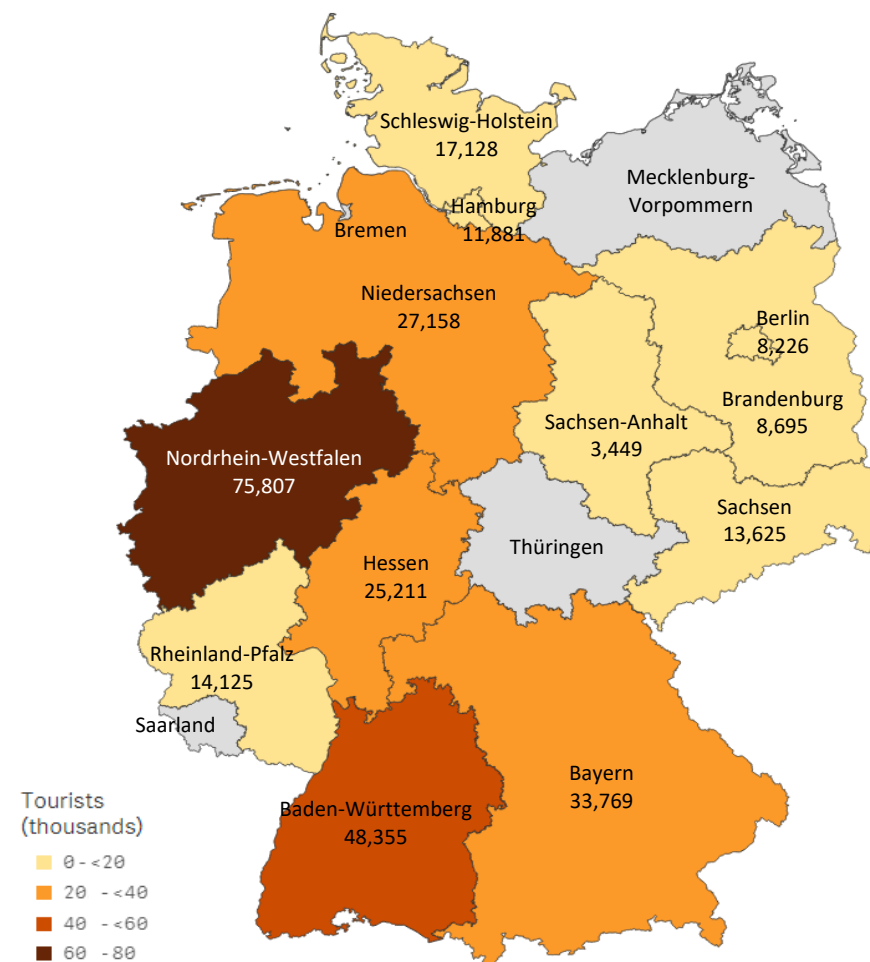 Schleswig-Holstein
17,128
Mecklenburg-
Vorpommern
Hamburg
11,881
Bremen
Niedersachsen
27,158
Berlin
8,226
Brandenburg
8,695
Sachsen-Anhalt
3,449
Nordrhein-Westfalen
75,807
Sachsen
13,625
Thüringen
Hessen
25,211
Rheinland-Pfalz
14,125
Saarland
Bayern
33,769
Baden-Württemberg
48,355
Tourists
(thousands)
0-<20
20 -<40
40 -<60
60 -80